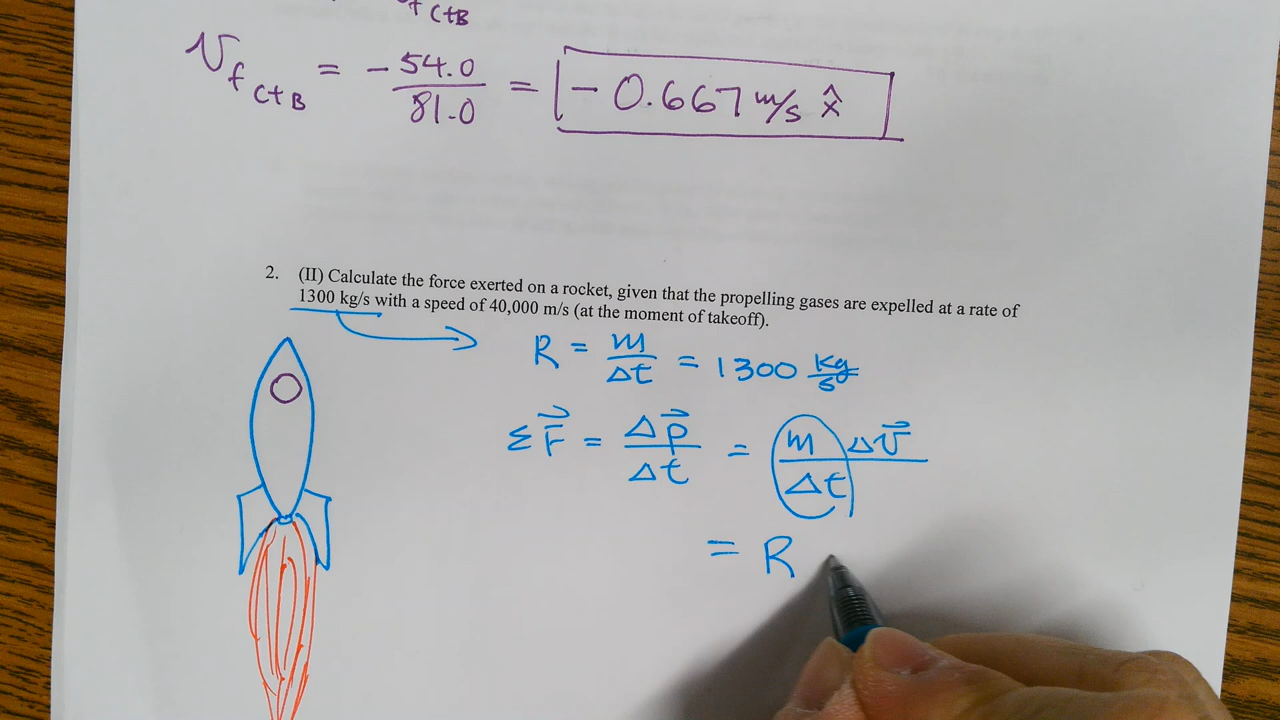 f C+B
V f C+B = - 54.0 / 81.0 = - 0.667 m/s x̂
2. (II) Calculate the force exerted on a rocket, given that the propelling gases are expelled at a rate of
1300 kg/s with a speed of 40,000 m/s (at the moment of takeoff).
R = m / Δt = 1300 kg/s
Σ F⃗ = Δp⃗ / Δt = m Δv⃗ / Δt
= R